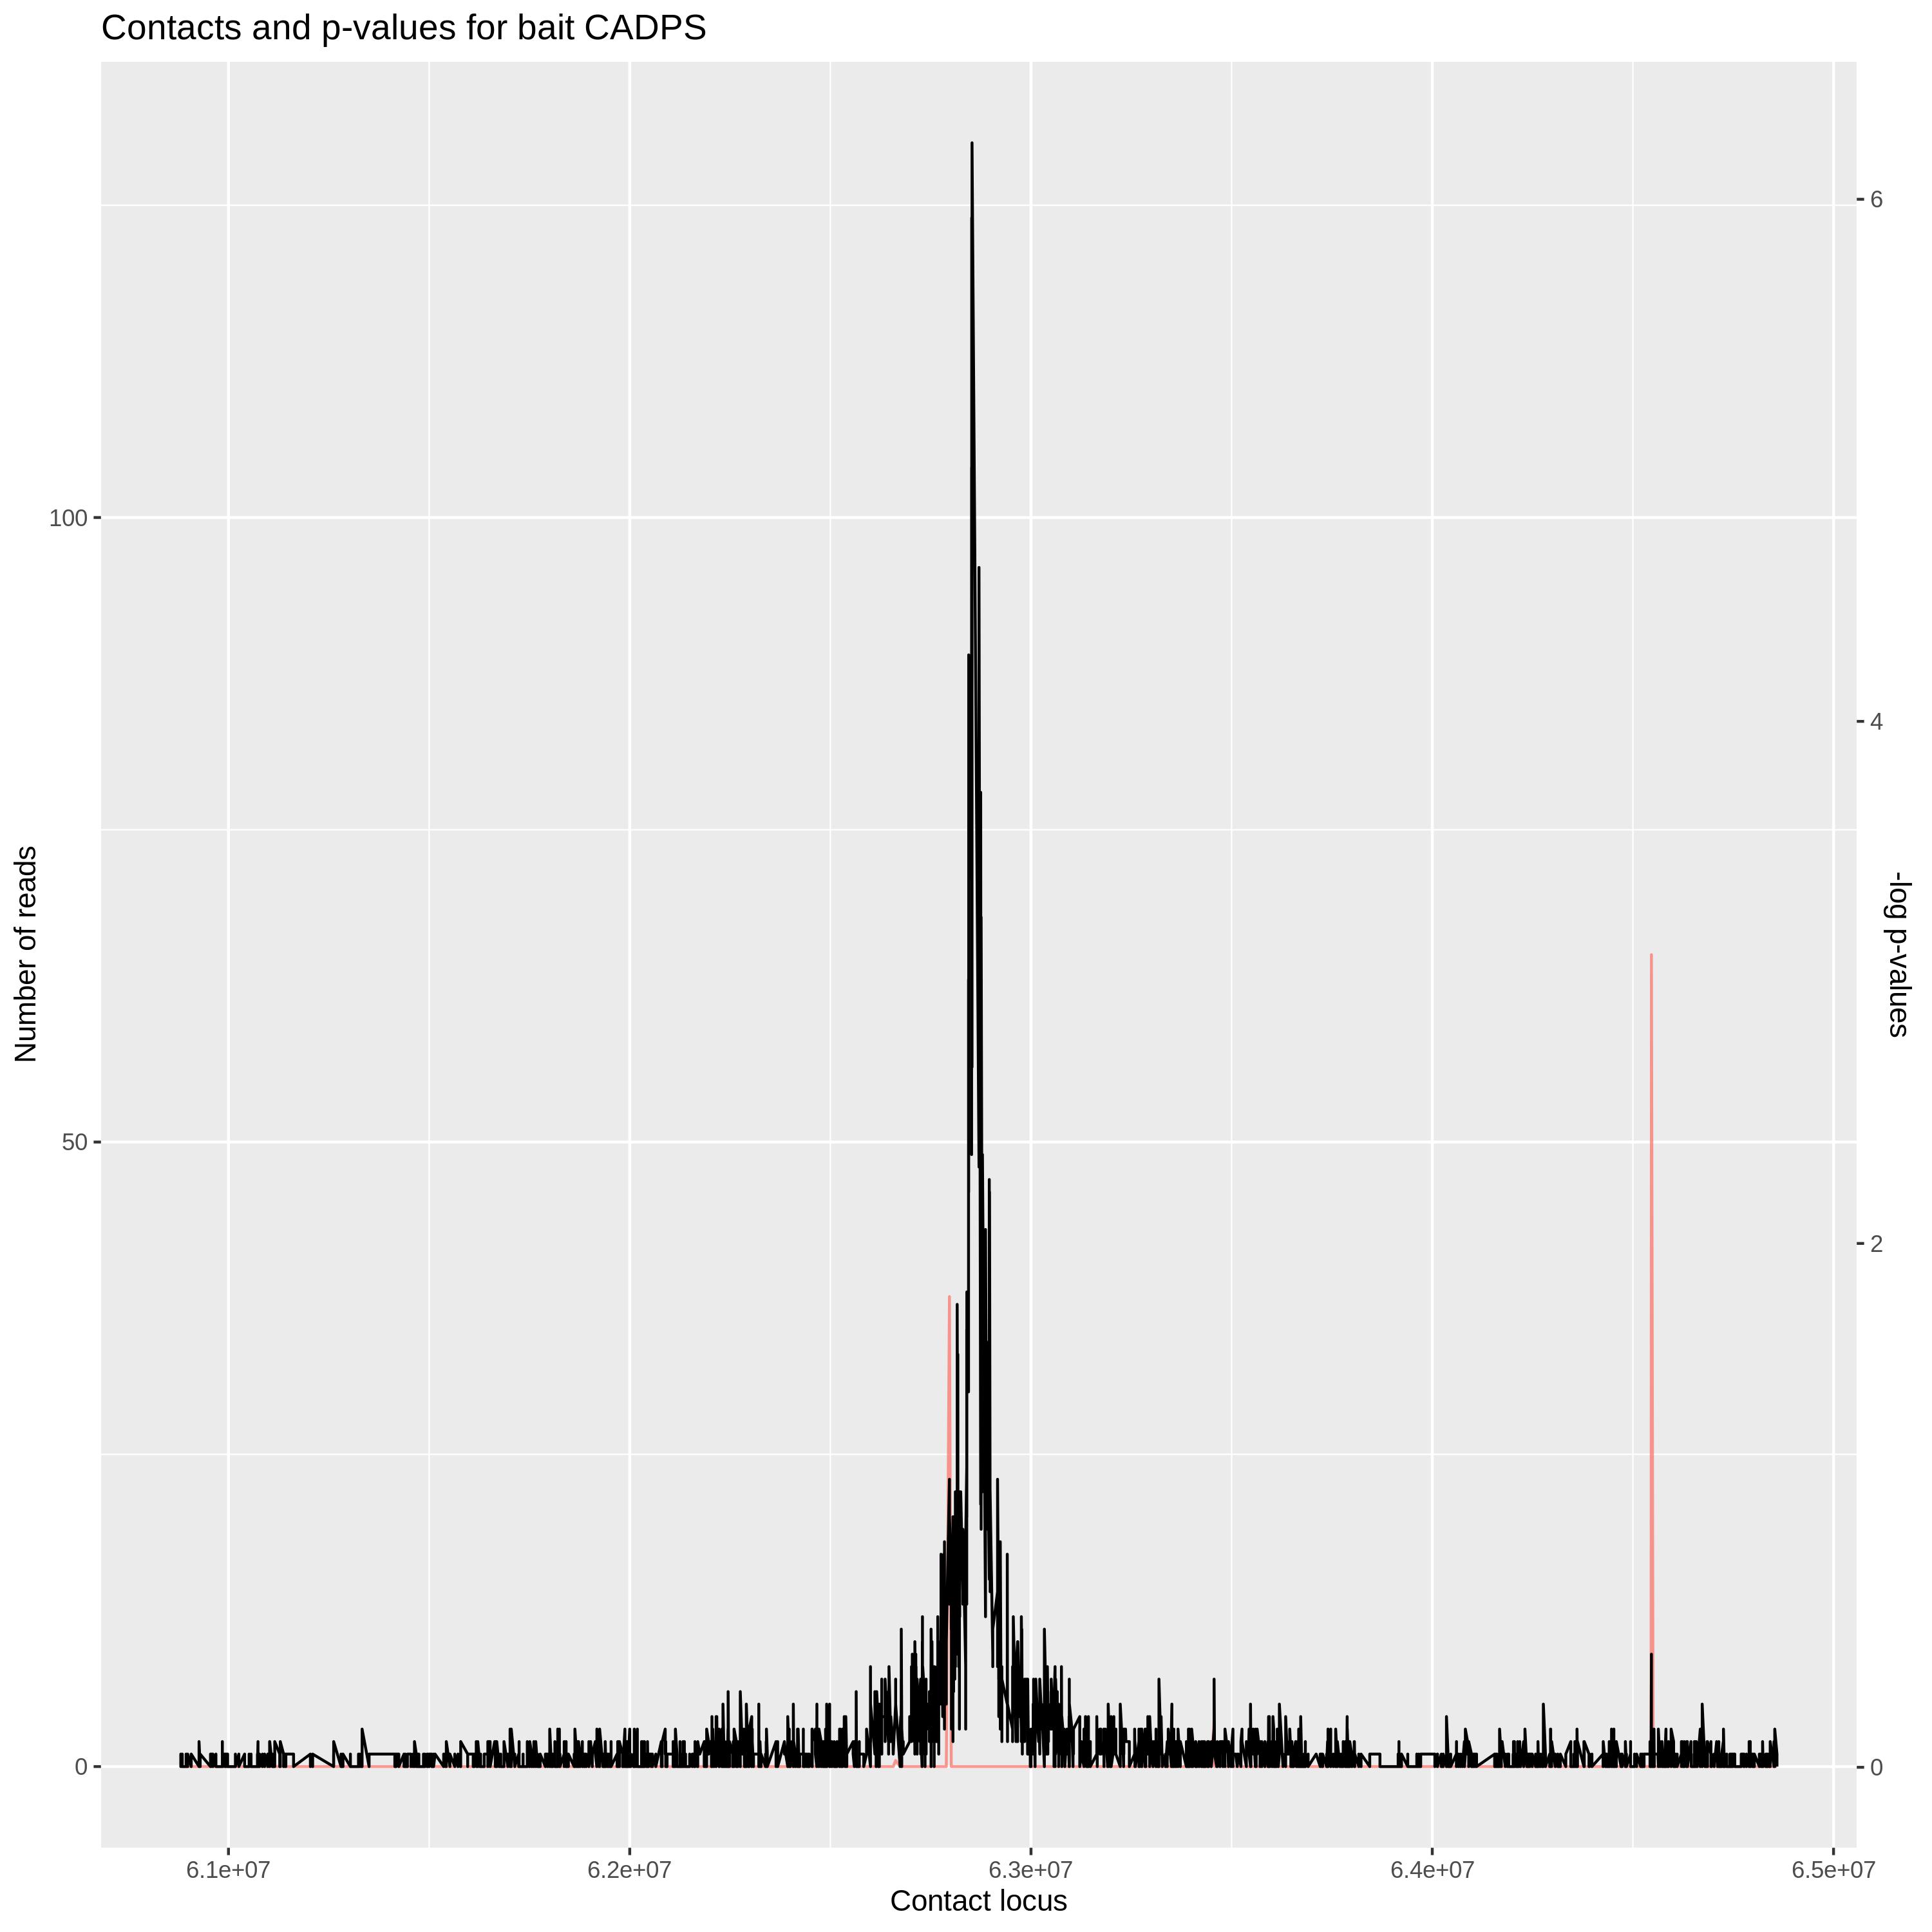 Contacts and p-values for bait CADPS
6
100
4
Number of reads
-log p-values
50
2
0
0
6.1e+07
6.2e+07
6.3e+07
6.4e+07
6.5e+07
Contact locus